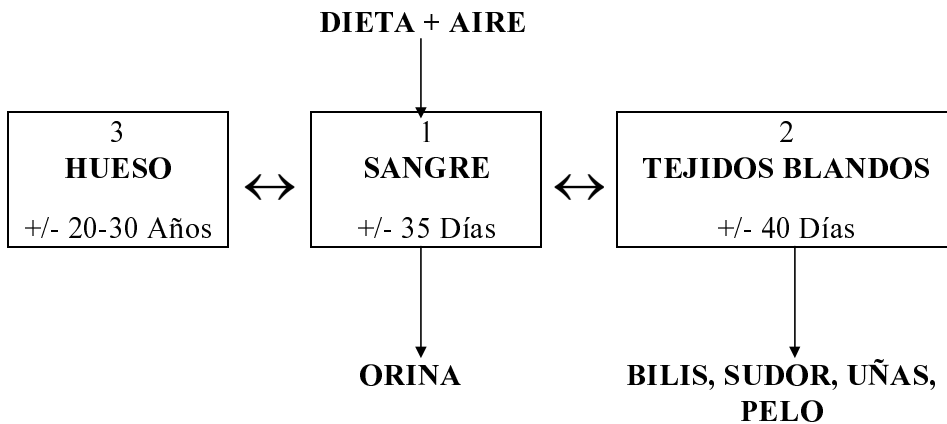 DIETA + AIRE
3
HUESO
+/- 20-30 Años
1
SANGRE
+/- 35 Días
2
TEJIDOS BLANDOS
+/- 40 Días
ORINA
BILIS, SUDOR, UÑAS,
PELO